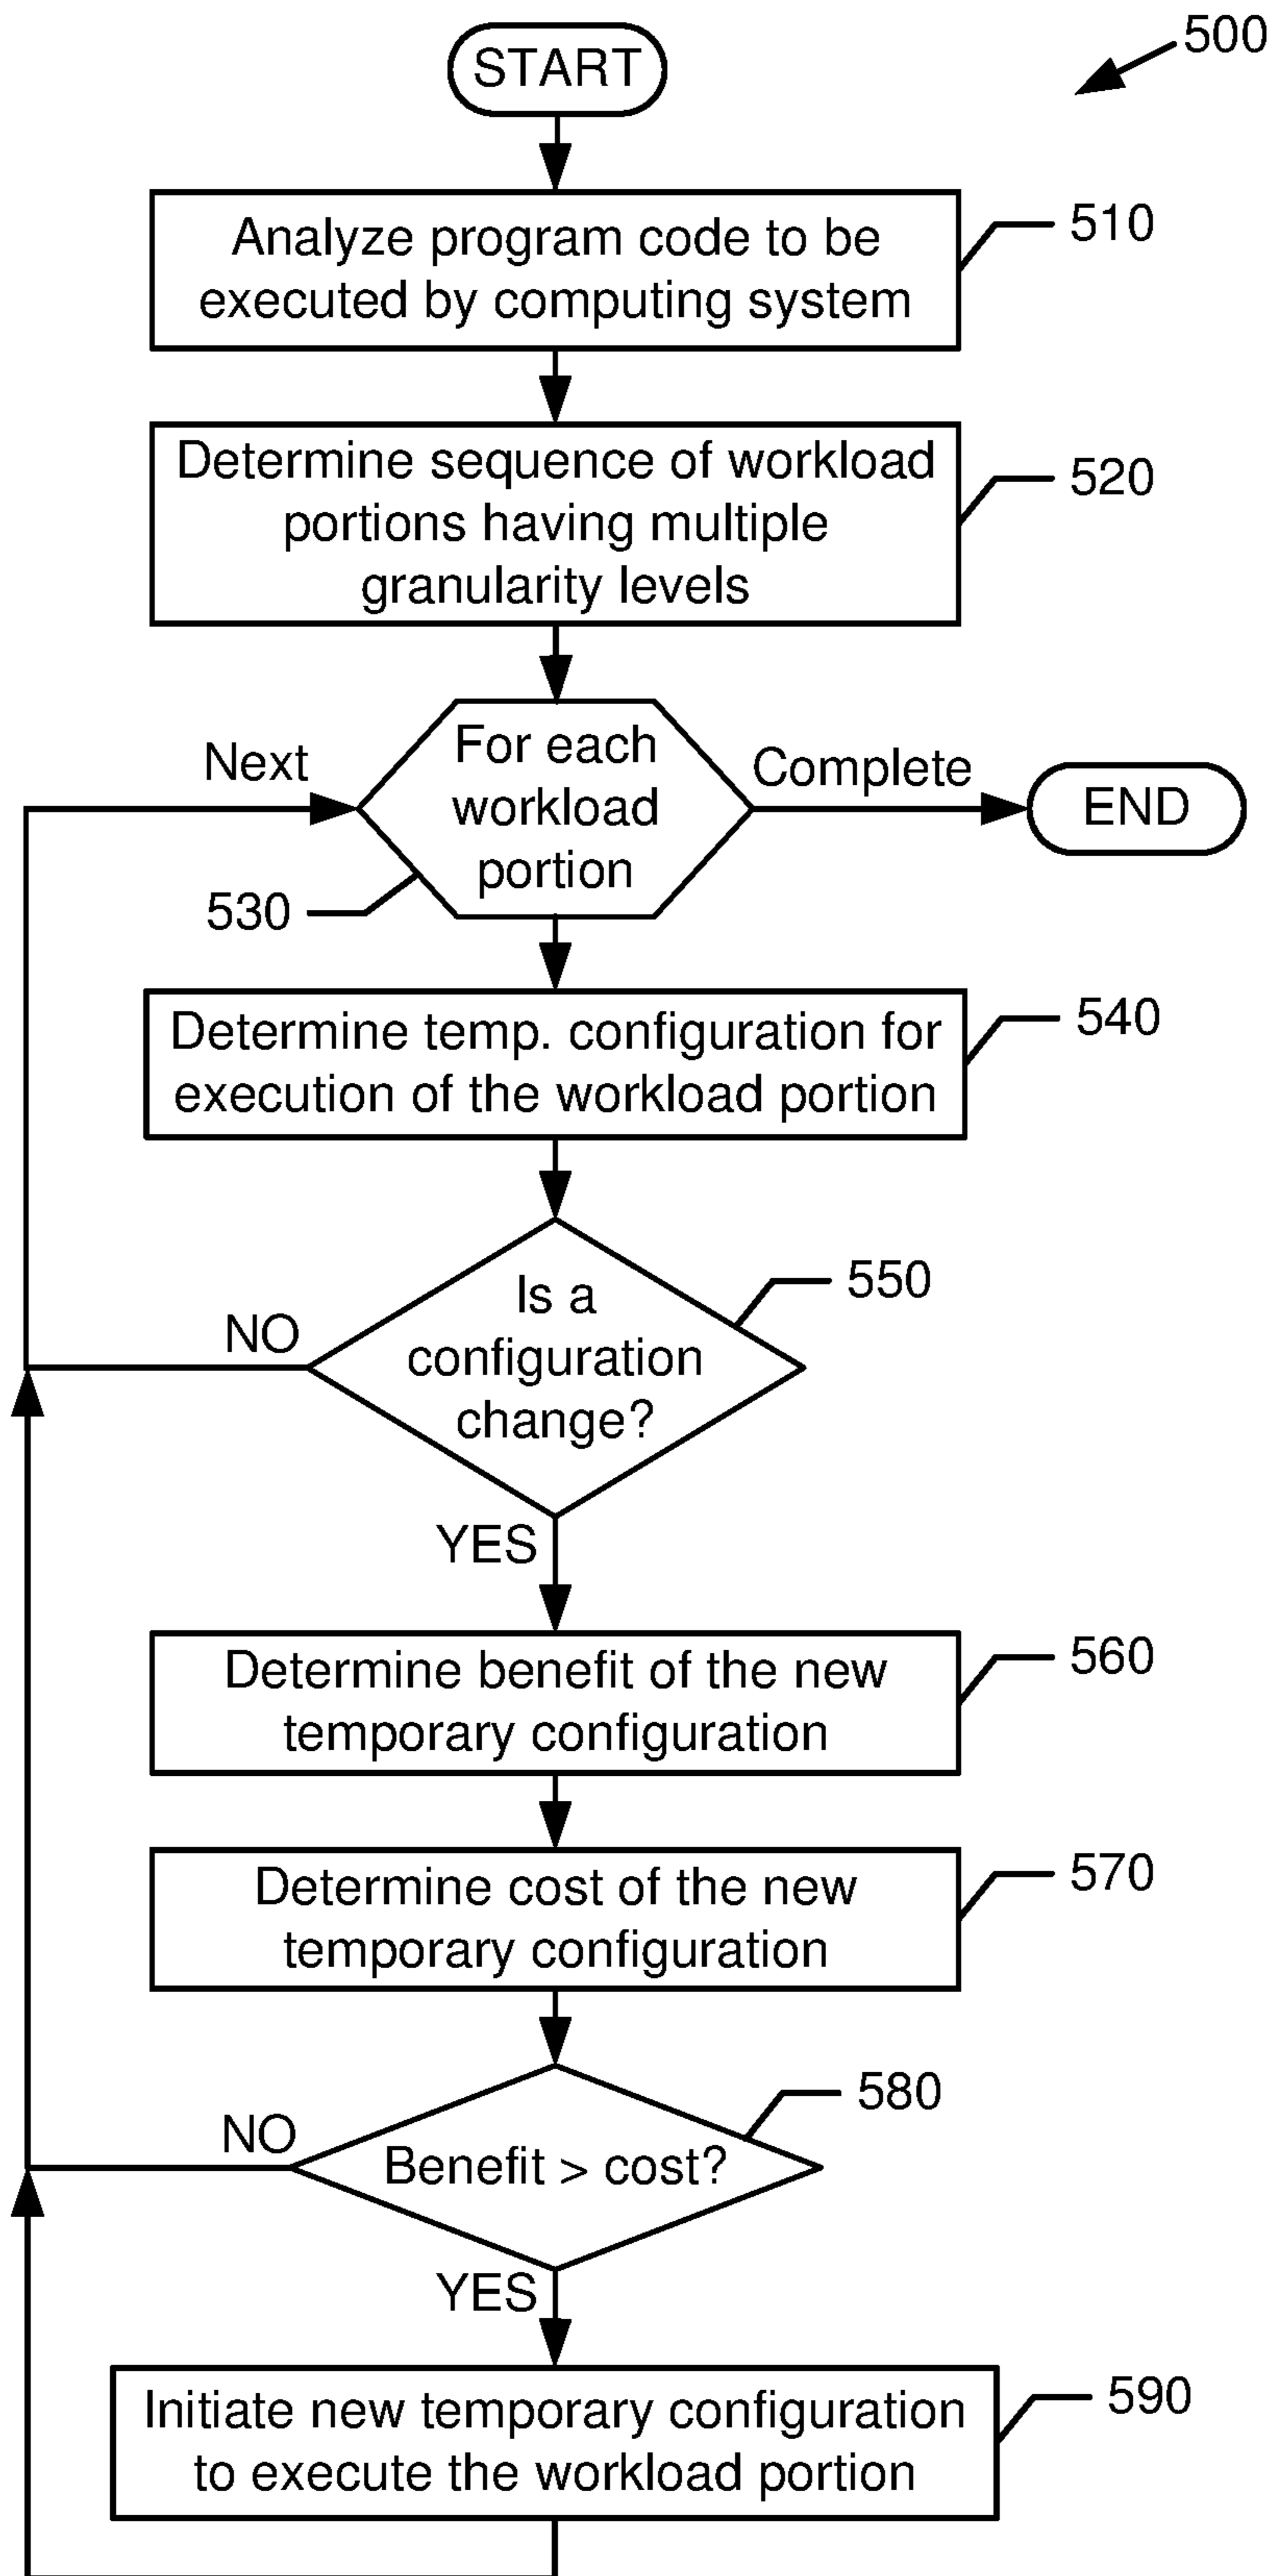 500
START
Analyze program code to be
executed by computing system
510
Determine sequence of workload
portions having multiple
granularity levels
520
Next
For each
workload
portion
Complete
END
530
Determine temp. configuration for
execution of the workload portion
540
Is a
configuration
change?
550
NO
YES
Determine benefit of the new
temporary configuration
560
Determine cost of the new
temporary configuration
570
Benefit > cost?
580
NO
YES
Initiate new temporary configuration
to execute the workload portion
590